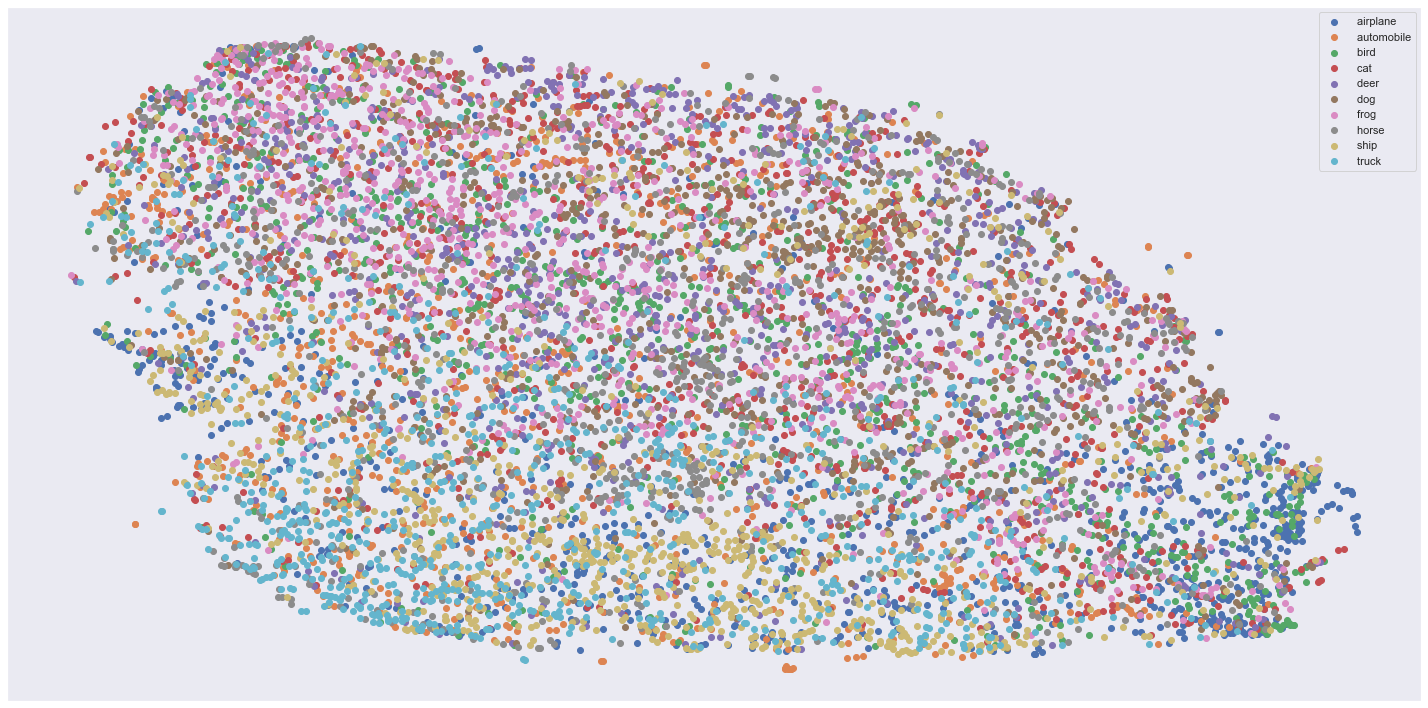 airplane
automobile
bird
cat
deer
dog
frog
horse
ship
truck